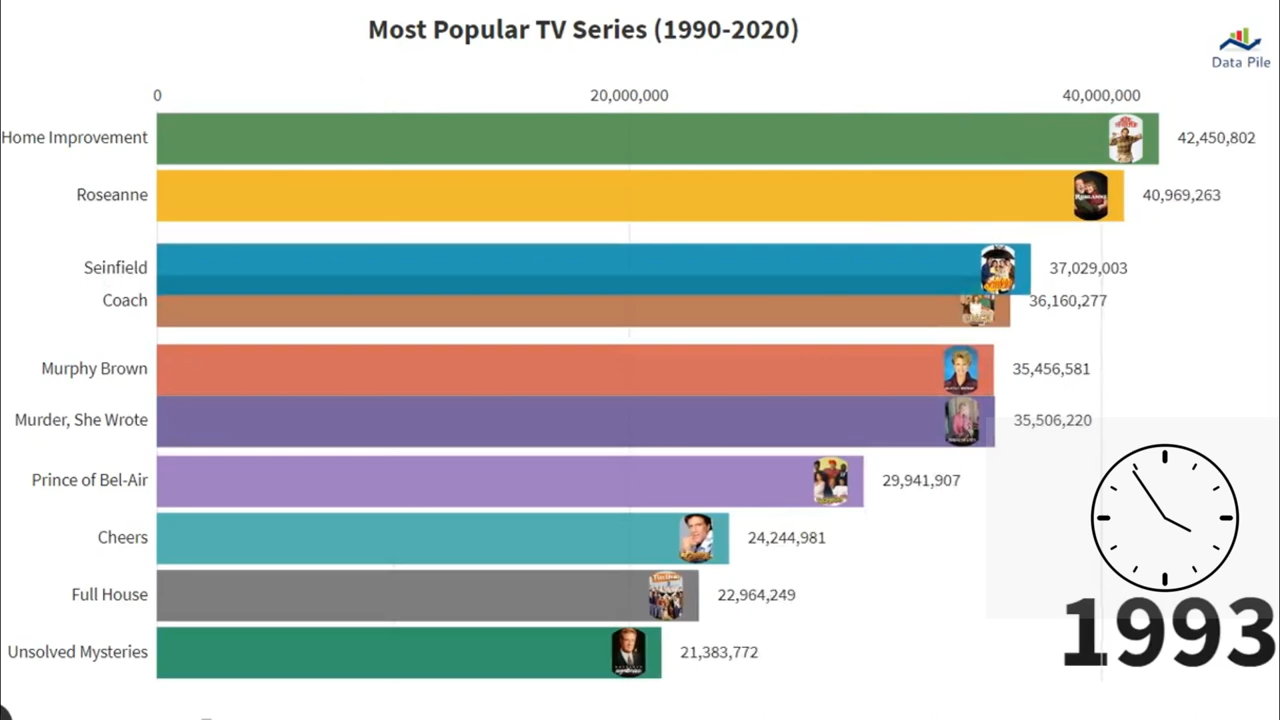 Most Popular TV Series (1990-2020)
Data Pile
0 20,000,000 40,000,000
Home Improvement 42,450,802
Roseanne 40,969,263
Seinfield 37,029,003
Coach 36,160,277
Murphy Brown 35,456,581
Murder, She Wrote 35,506,220
Prince of Bel-Air 29,941,907
Cheers 24,244,981
Full House 22,964,249
Unsolved Mysteries 21,383,772
1993